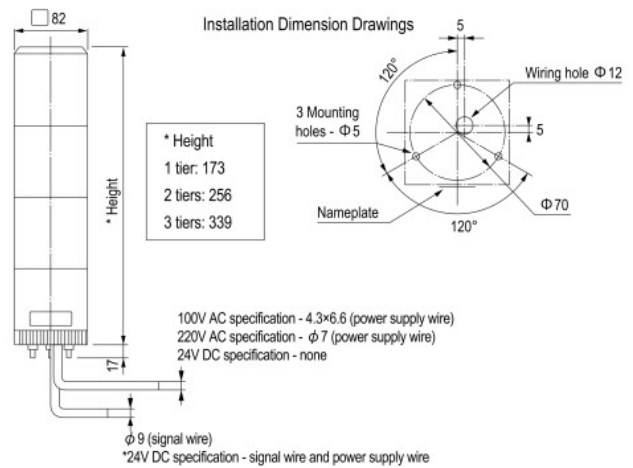 □ 82
Installation Dimension Drawings
5
120°
Wiring hole Φ12
3 Mounting
holes - Φ5
5
* Height
1 tier: 173
2 tiers: 256
3 tiers: 339
* Height
Nameplate
Φ70
120°
100V AC specification - 4.3×6.6 (power supply wire)
220V AC specification - ϕ7 (power supply wire)
24V DC specification - none
17
ϕ9 (signal wire)
*24V DC specification - signal wire and power supply wire